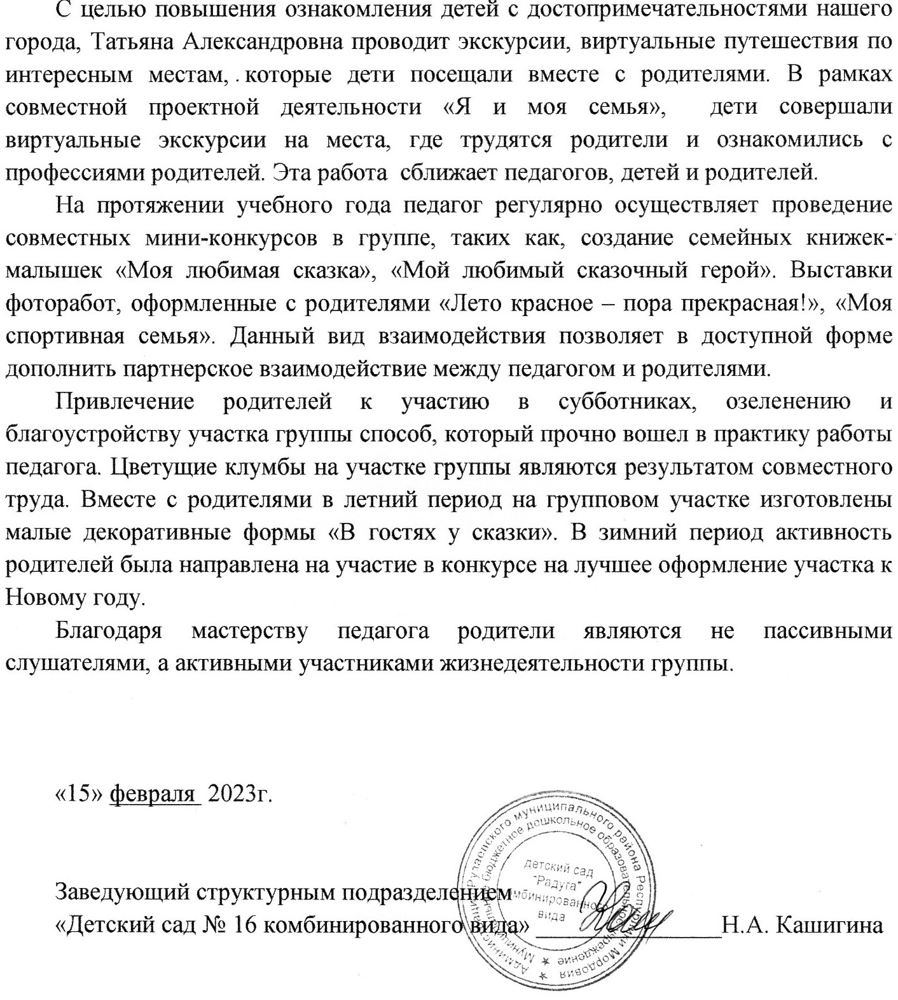 С целью повышения ознакомления детей с достопримечательностями нашего
города, Татьяна Александровна проводит экскурсии, виртуальные путешествия по
интересным местам, . которые дети посещали вместе с родителями. В рамках
совместной проектной деятельности «Я и моя семья», дети совершали
виртуальные экскурсии на места, где трудятся родители и ознакомились с
профессиями родителей. Эта работа сближает педагогов, детей и родителей.
На протяжении учебного года педагог регулярно осуществляет проведение
совместных мини-конкурсов в группе, таких как, создание семейных книжек-
малышек «Моя любимая сказка», «Мой любимый сказочный герой». Выставки
фоторабот, оформленные с родителями «Лето красное – пора прекрасная!», «Моя
спортивная семья». Данный вид взаимодействия позволяет в доступной форме
дополнить партнерское взаимодействие между педагогом и родителями.
Привлечение родителей к участию в субботниках, озеленению и
благоустройству участка группы способ, который прочно вошел в практику работы
педагога. Цветущие клумбы на участке группы являются результатом совместного
труда. Вместе с родителями в летний период на групповом участке изготовлены
малые декоративные формы «В гостях у сказки». В зимний период активность
родителей была направлена на участие в конкурсе на лучшее оформление участка к
Новому году.
Благодаря мастерству педагога родители являются не пассивными
слушателями, а активными участниками жизнедеятельности группы.
«15» февраля 2023г.
Заведующий структурным подразделением
«Детский сад № 16 комбинированного вида» Н.А. Кашигина
Администрация Рузаевского муниципального района Республики Мордовия
Муниципальное бюджетное дошкольное образовательное учреждение
детский сад
"Радуга"
комбинированного
вида